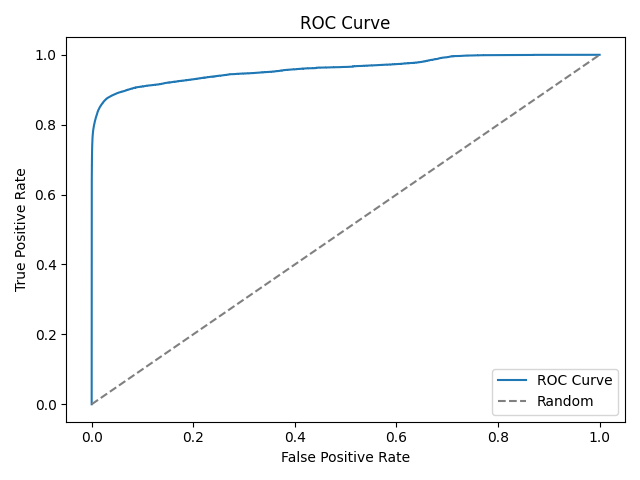 ROC Curve
True Positive Rate
1.0
0.8
0.6
0.4
0.2
0.0
0.0 0.2 0.4 0.6 0.8 1.0
False Positive Rate
ROC Curve
Random